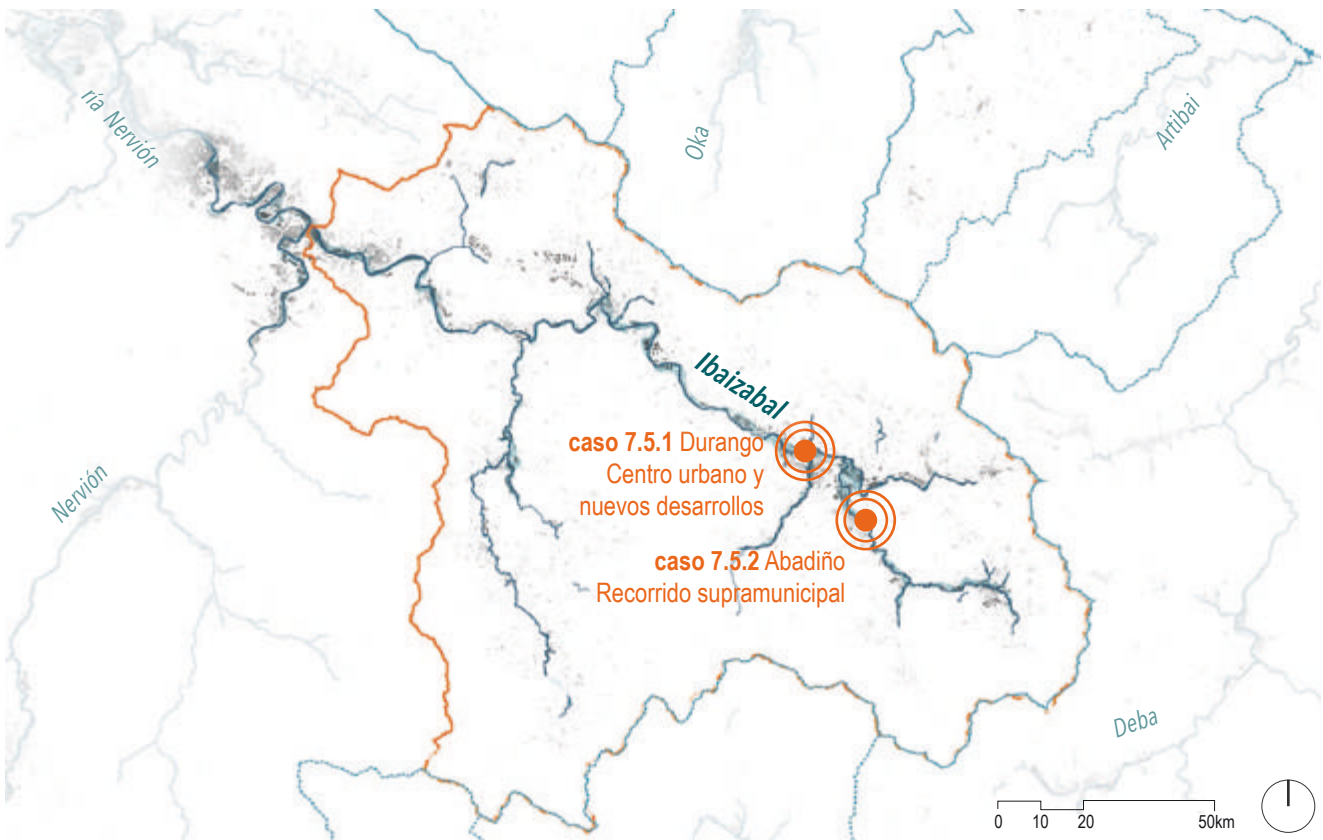 ría Nervión
Oka
Artibai
Ibaizabal
caso 7.5.1 Durango
Centro urbano y
nuevos desarrollos
Nervión
caso 7.5.2 Abadiño
Recorrido supramunicipal
Deba
0 10 20 50km